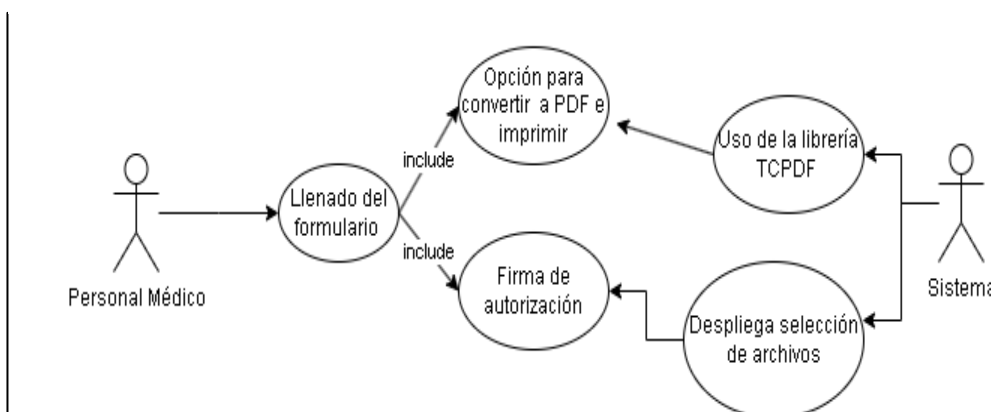 Opción para
convertir a PDF e
imprimir
Uso de la librería
TCPDF
include
Llenado del
formulario
include
Firma de
autorización
Despliega selección
de archivos
Personal Médico
Sistema